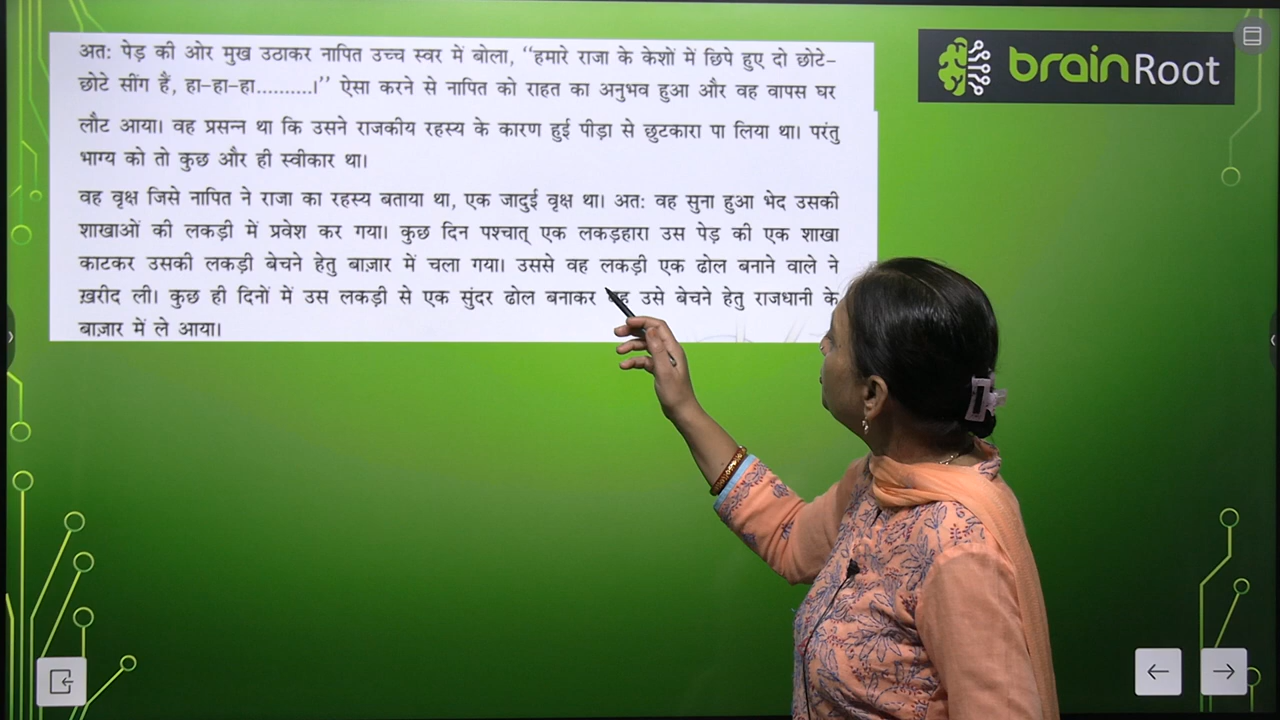 अत: पेड़ की ओर मुख उठाकर नापित उच्च स्वर में बोला, "हमारे राजा के केशों में छिपे हुए दो छोटे-
छोटे सींग हैं, हा-हा-हा..........।" ऐसा करने से नापित को राहत का अनुभव हुआ और वह वापस घर
लौट आया। वह प्रसन्न था कि उसने राजकीय रहस्य के कारण हुई पीड़ा से छुटकारा पा लिया था। परंतु
भाग्य को तो कुछ और ही स्वीकार था।
वह वृक्ष जिसे नापित ने राजा का रहस्य बताया था, एक जादुई वृक्ष था। अत: वह सुना हुआ भेद उसकी
शाखाओं की लकड़ी में प्रवेश कर गया। कुछ दिन पश्चात् एक लकड़हारा उस पेड़ की एक शाखा
काटकर उसकी लकड़ी बेचने हेतु बाज़ार में चला गया। उससे वह लकड़ी एक ढोल बनाने वाले ने
ख़रीद ली। कुछ ही दिनों में उस लकड़ी से एक सुंदर ढोल बनाकर वह उसे बेचने हेतु राजधानी के
बाज़ार में ले आया।
brainRoot